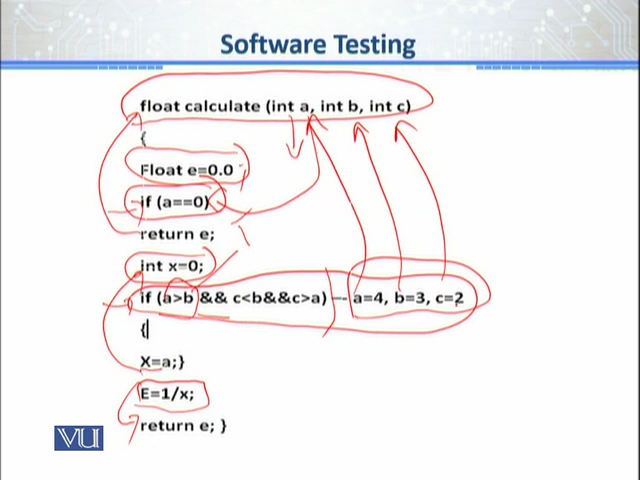 Software Testing
float calculate (int a, int b, int c)
{
Float e=0.0
if (a==0)
return e;
int x=0;
if (a>b && c<b&&c>a) --- a=4, b=3, c=2
{
X=a;}
E=1/x;
return e; }
VU